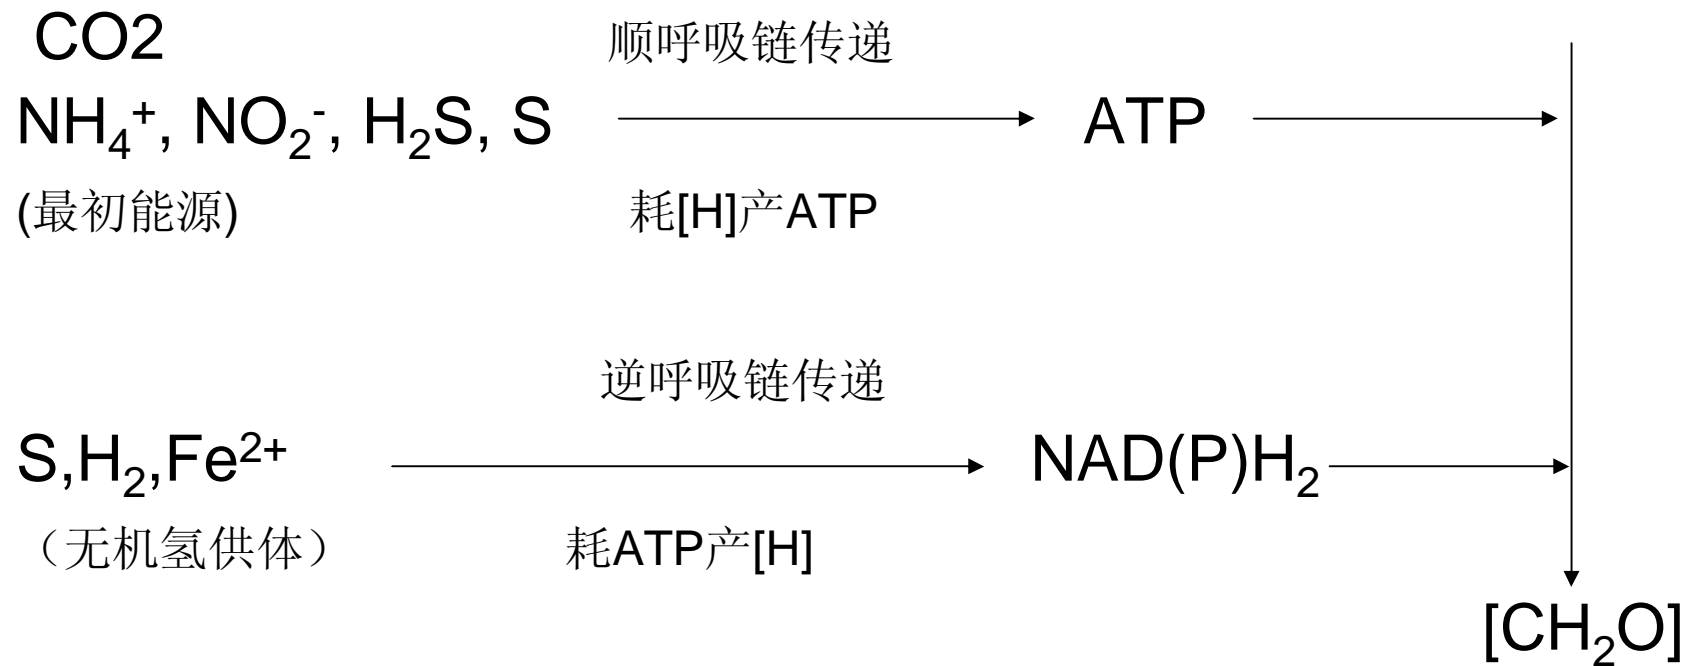 CO2
顺呼吸链传递
NH₄⁺, NO₂⁻, H₂S, S
ATP
(最初能源)
耗[H]产ATP
逆呼吸链传递
S,H₂,Fe²⁺
NAD(P)H₂
（无机氢供体）
耗ATP产[H]
[CH₂O]